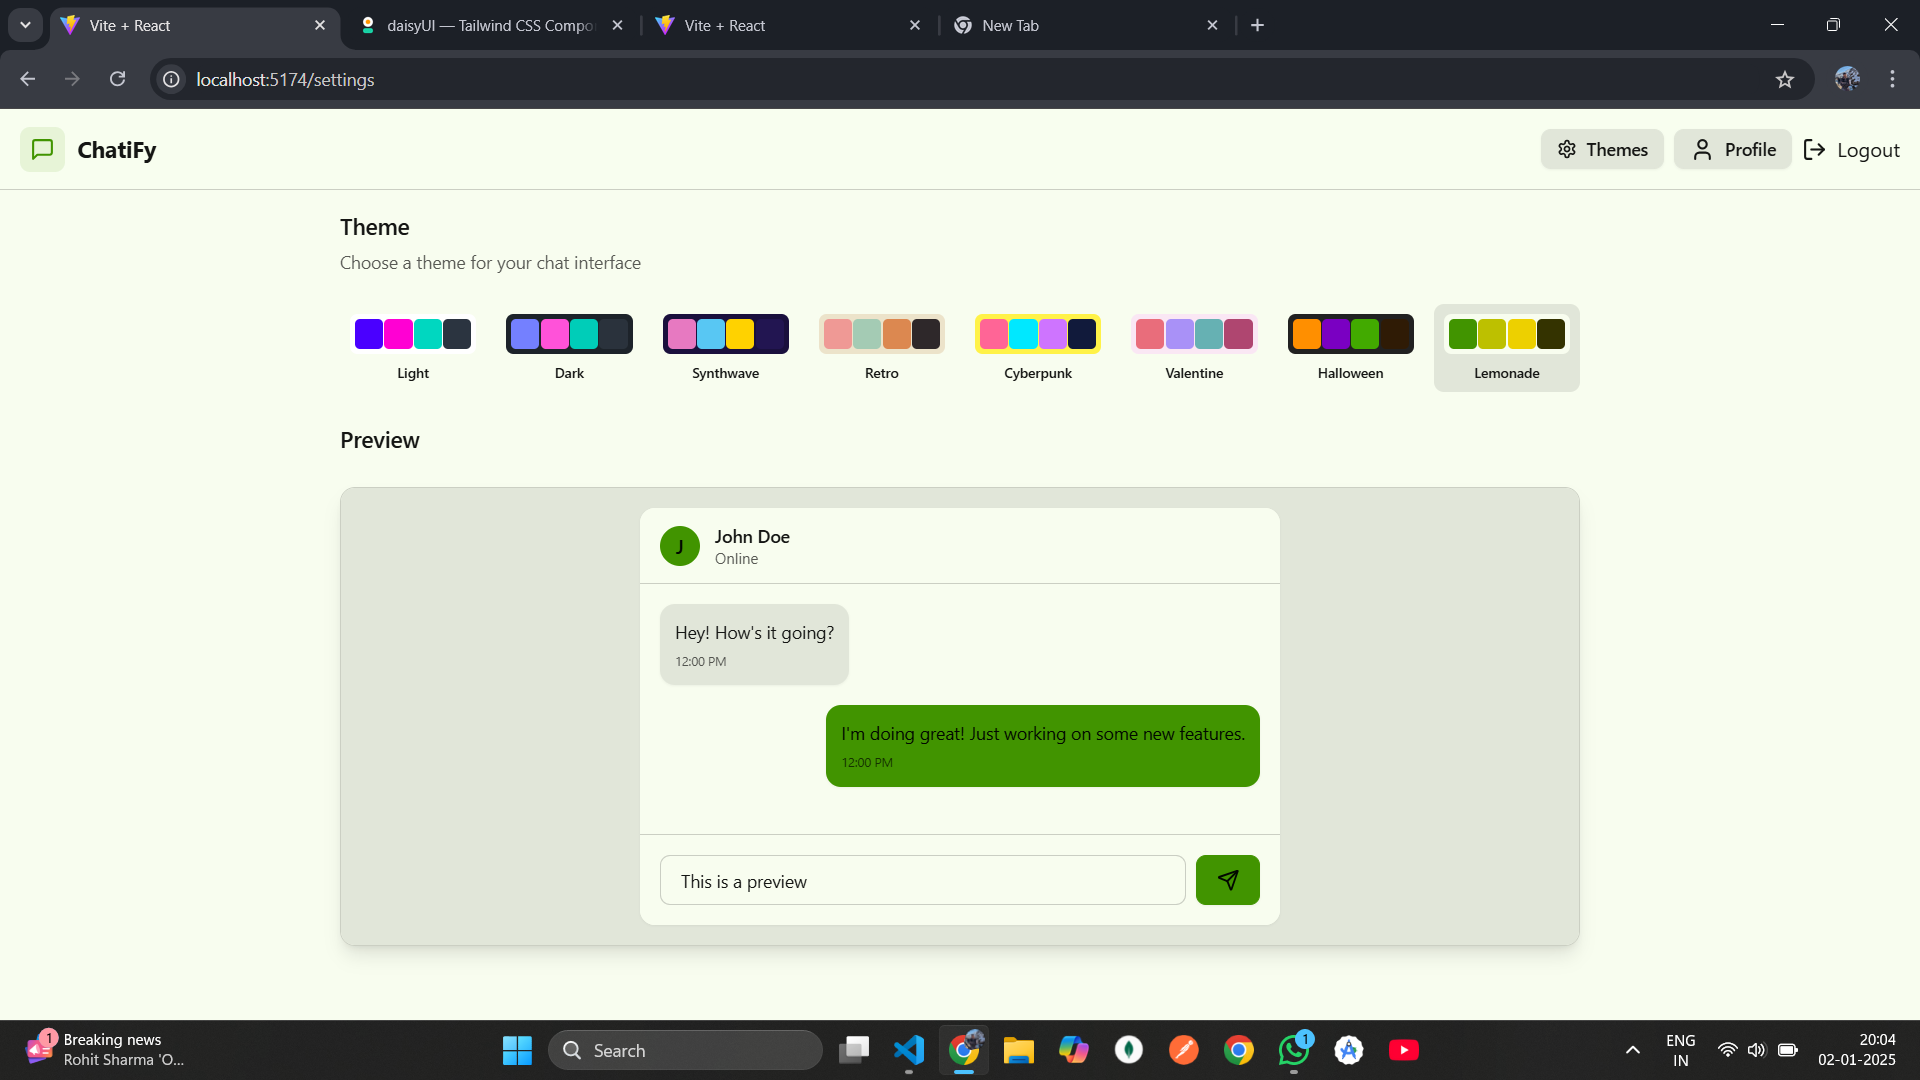 Vite + React
daisyUI — Tailwind CSS Compo
Vite + React
New Tab
localhost:5174/settings
ChatiFy
Themes
Profile
Logout
Theme
Choose a theme for your chat interface
Light
Dark
Synthwave
Retro
Cyberpunk
Valentine
Halloween
Lemonade
Preview
J
John Doe
Online
Hey! How's it going?
12:00 PM
I'm doing great! Just working on some new features.
12:00 PM
This is a preview
1
Breaking news
Rohit Sharma 'O...
Search
1
ENG
IN
20:04
02-01-2025